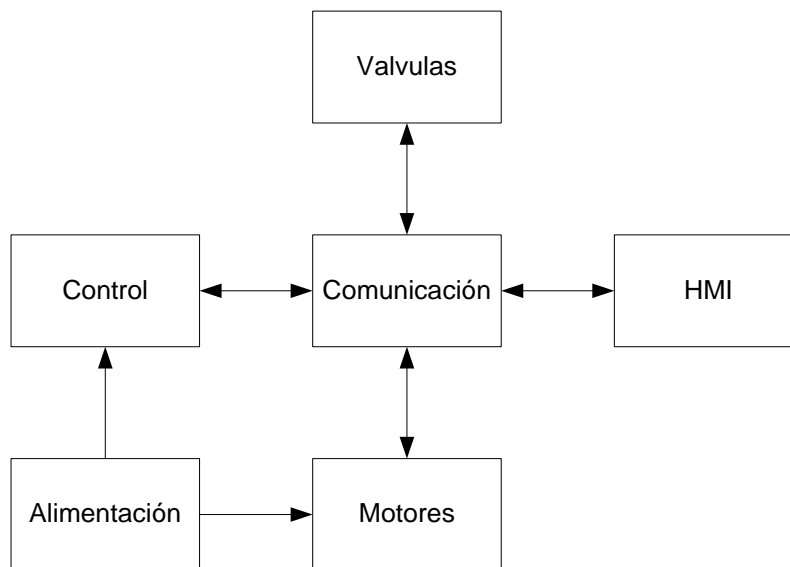 Valvulas
Control
Comunicación
HMI
Alimentación
Motores